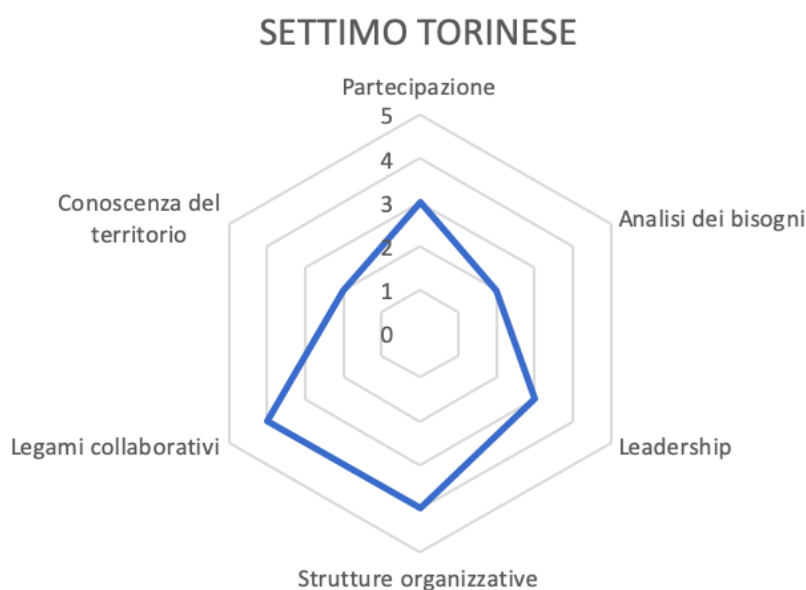 SETTIMO TORINESE
Partecipazione
5
4
3
2
1
0
Conoscenza del
territorio
Analisi dei bisogni
Legami collaborativi
Leadership
Strutture organizzative